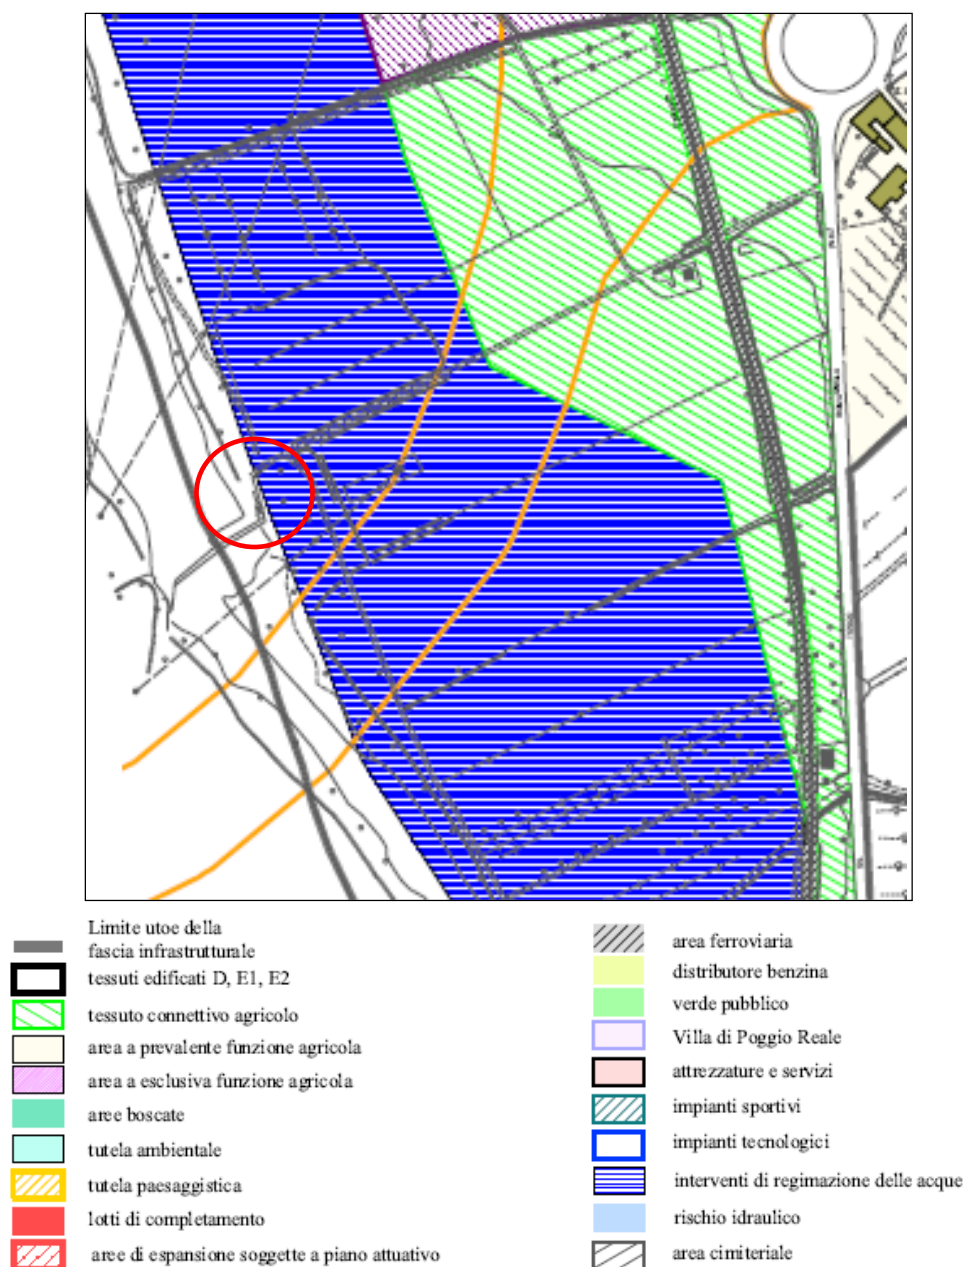 Limite utoe della
fascia infrastrutturale
tessuti edificati D, E1, E2
tessuto connettivo agricolo
area a prevalente funzione agricola
area a esclusiva funzione agricola
aree boscate
tutela ambientale
tutela paesaggistica
lotti di completamento
aree di espansione soggette a piano attuativo
area ferroviaria
distributore benzina
verde pubblico
Villa di Poggio Reale
attrezzature e servizi
impianti sportivi
impianti tecnologici
interventi di regimazione delle acque
rischio idraulico
area cimiteriale